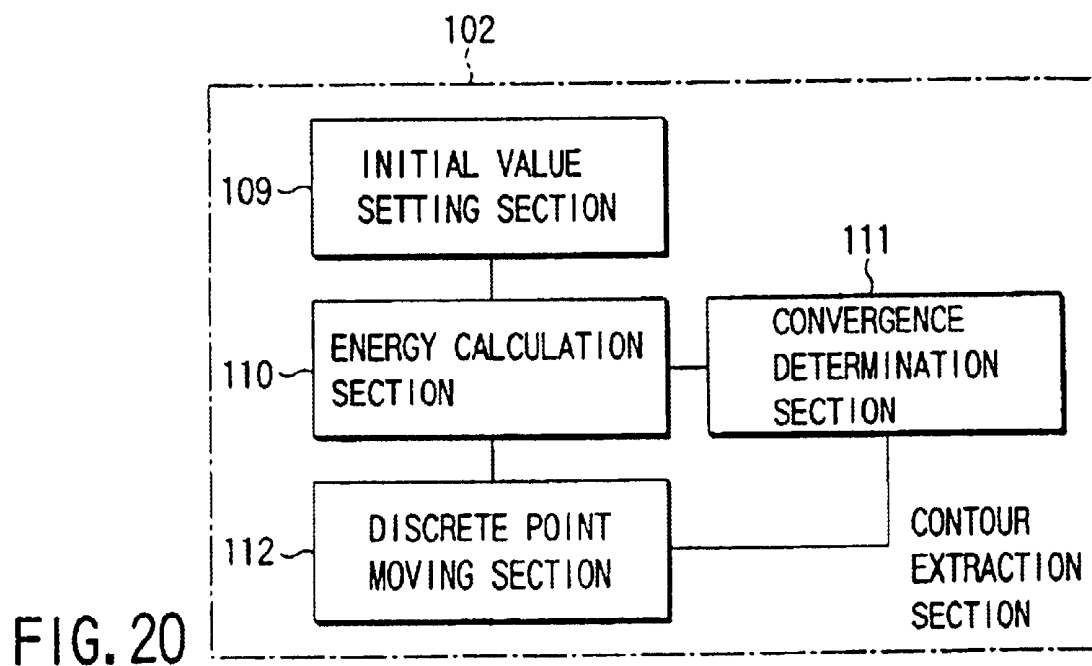 102
109
INITIAL VALUE
SETTING SECTION
111
110
ENERGY CALCULATION
SECTION
CONVERGENCE
DETERMINATION
SECTION
112
DISCRETE POINT
MOVING SECTION
CONTOUR
EXTRACTION
SECTION
FIG. 20